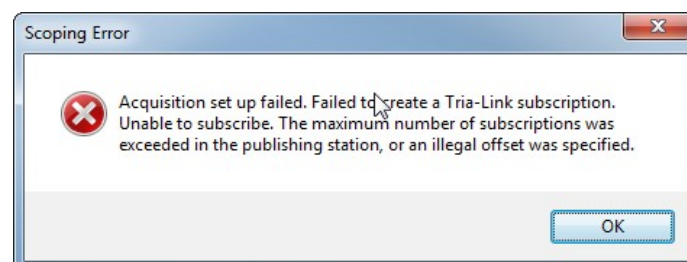 Scoping Error
Acquisition set up failed. Failed to create a Tria-Link subscription.
Unable to subscribe. The maximum number of subscriptions was
exceeded in the publishing station, or an illegal offset was specified.
OK